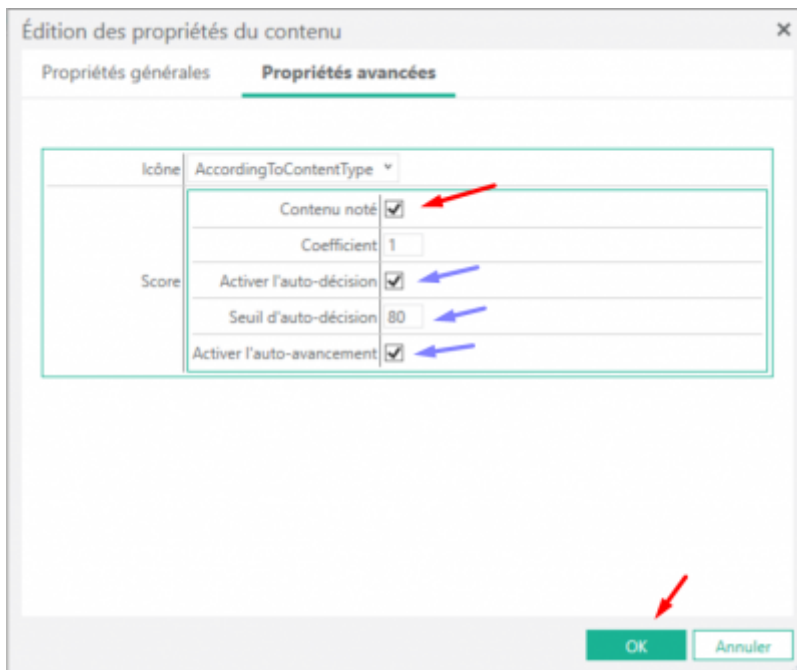 Édition des propriétés du contenu
Propriétés générales Propriétés avancées
Icône AccordingToContentType
Contenu noté
Coefficient 1
Score Activer l'auto-décision
Seuil d'auto-décision 80
Activer l'auto-avancement
OK Annuler